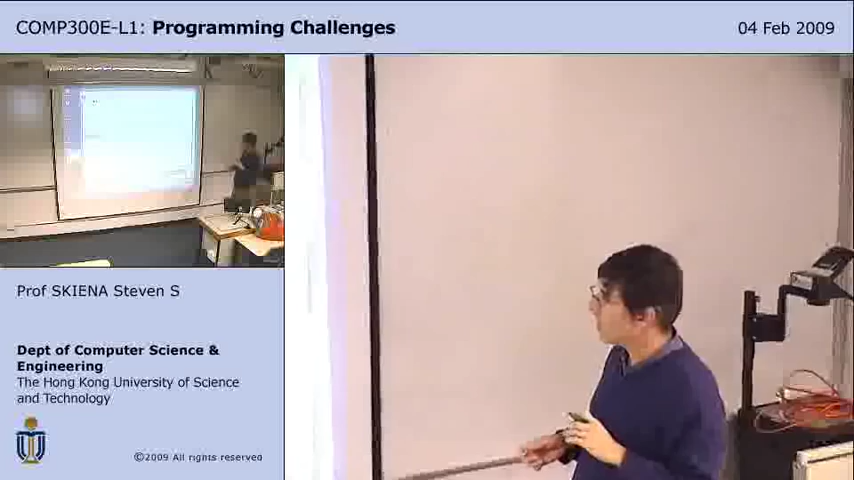 COMP300E-L1: Programming Challenges
04 Feb 2009
Prof SKIENA Steven S
Dept of Computer Science &
Engineering
The Hong Kong University of Science
and Technology
©2009 All rights reserved